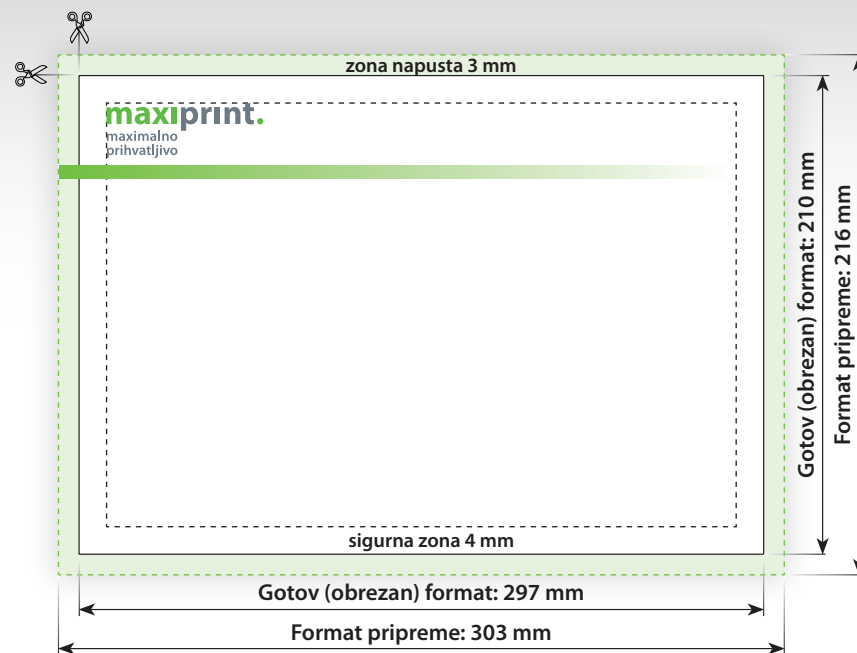 zona napusta 3 mm
maxiprint.
maximalno
prihvatljivo
sigurna zona 4 mm
Gotov (obrezan) format: 297 mm
Format pripreme: 303 mm
Gotov (obrezan) format: 210 mm
Format pripreme: 216 mm